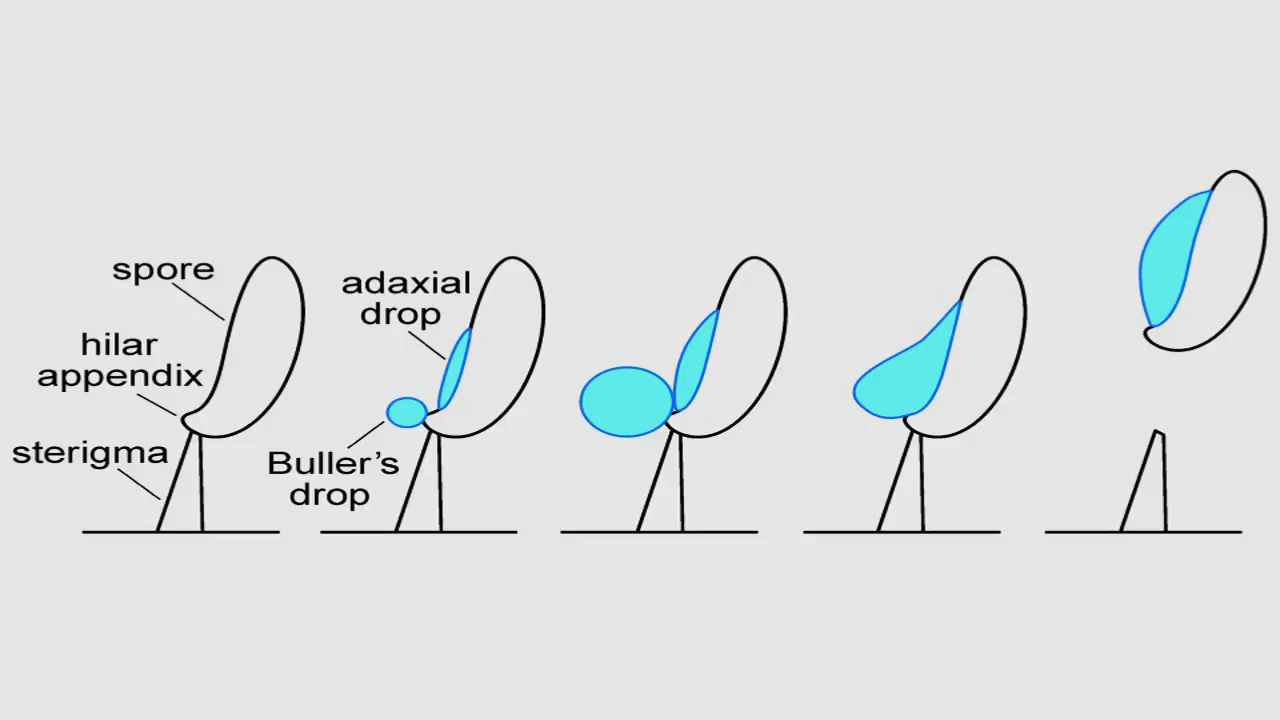 spore
hilar
appendix
sterigma
adaxial
drop
Buller’s
drop